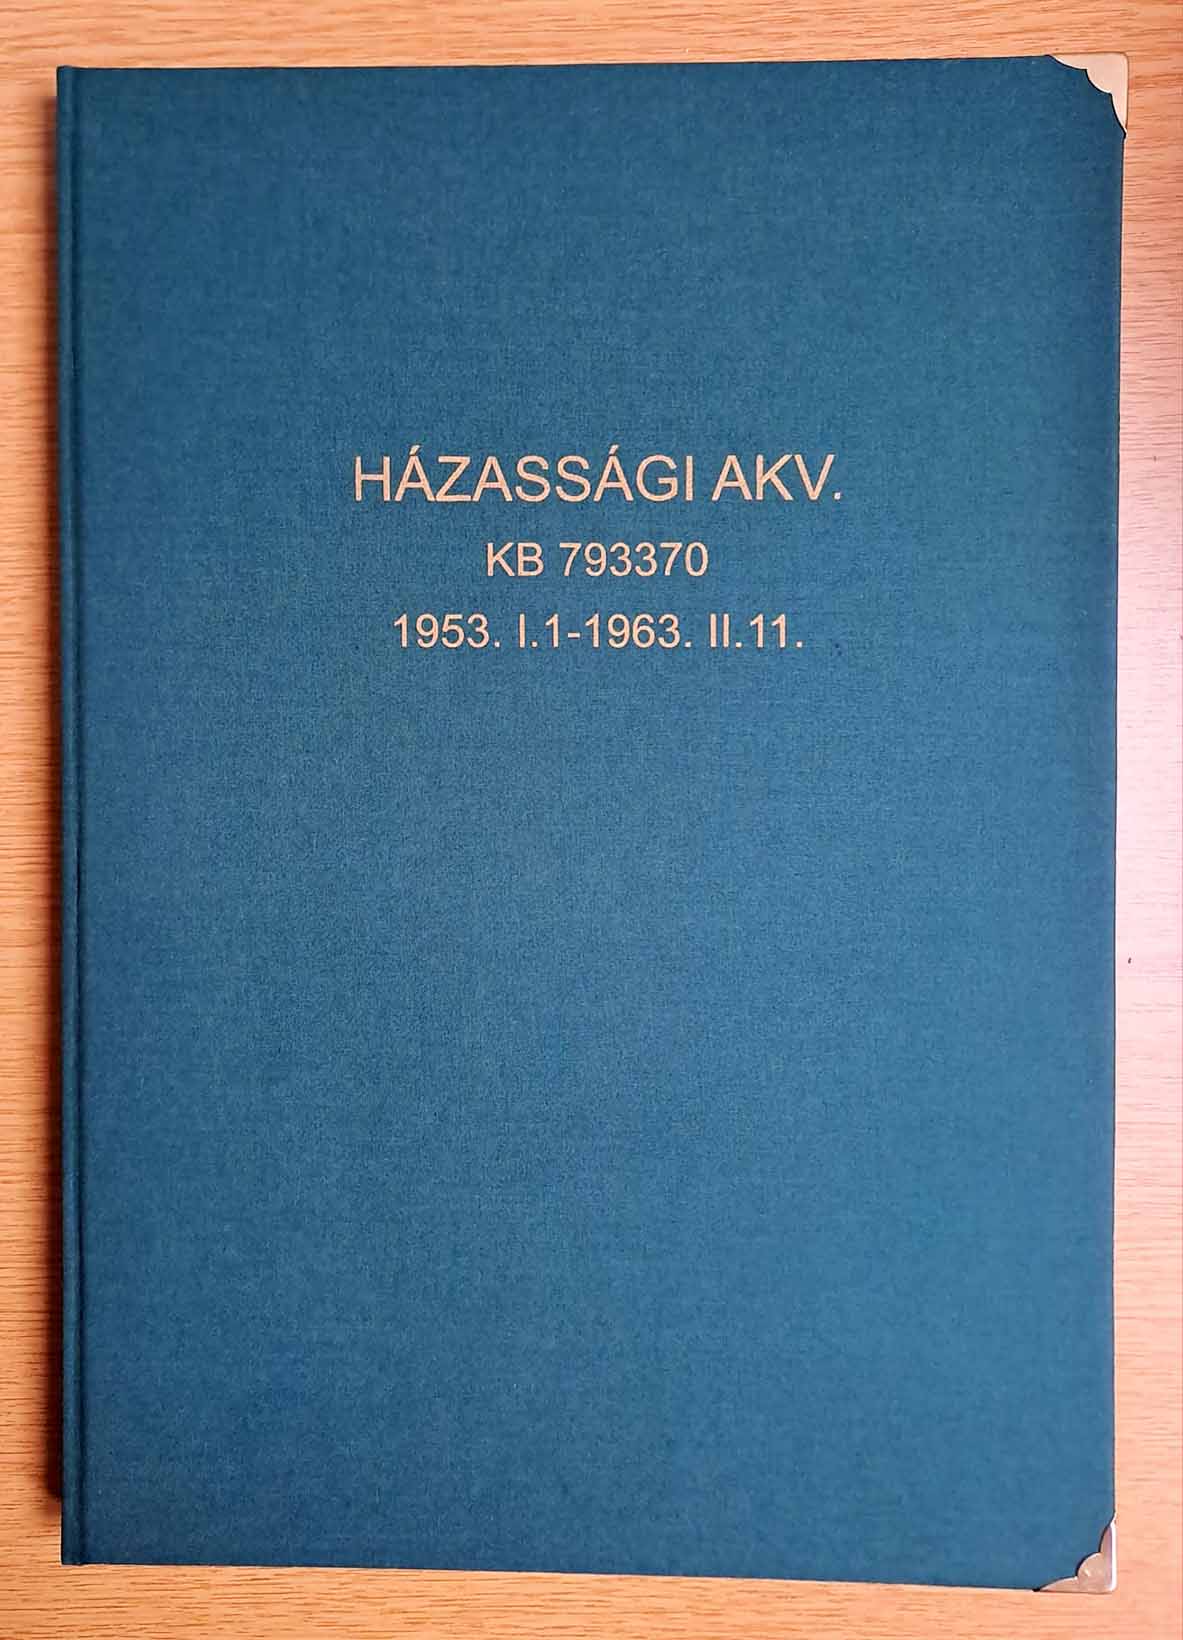 HÁZASSÁGI AKV.
KB 793370
1953. I.1-1963. II.11.